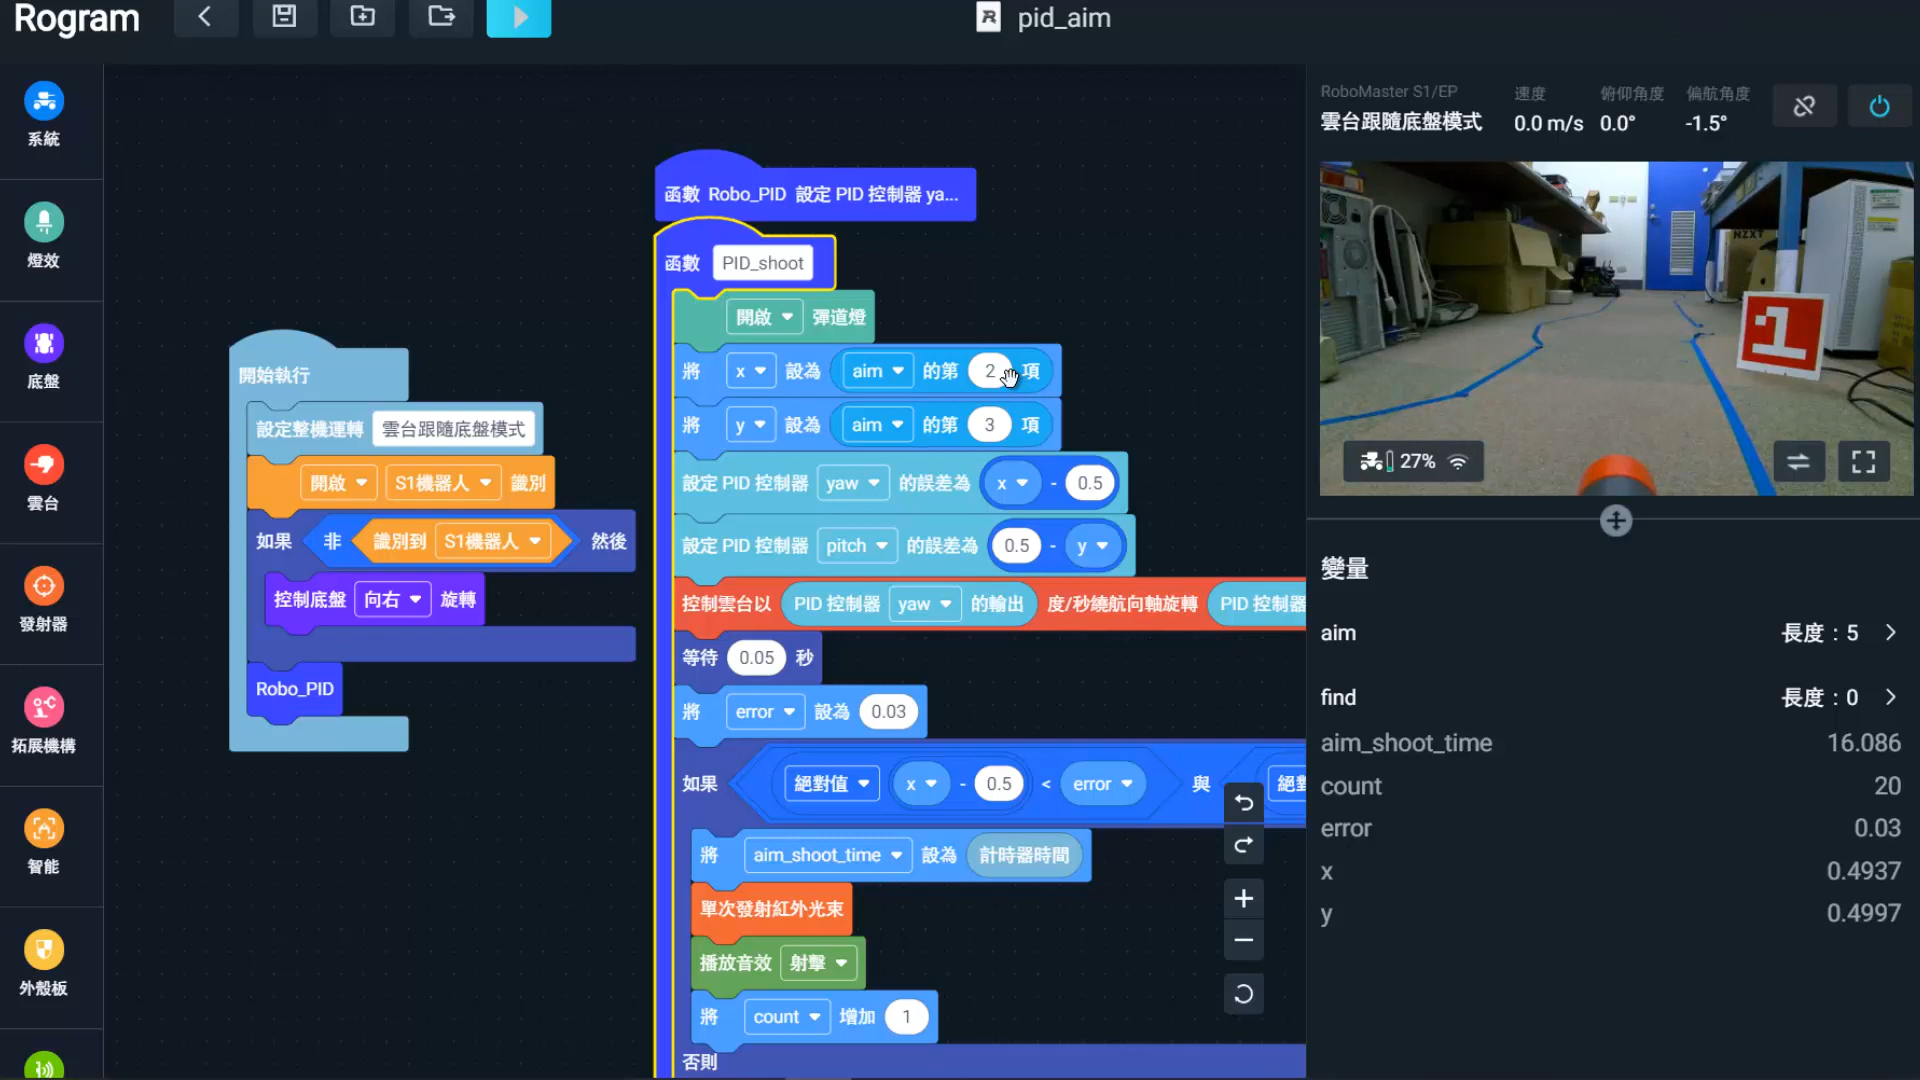 Rogram
pid_aim
系統
燈效
底盤
雲台
發射器
拓展機構
智能
外殼板
開始執行
設定整機運轉 雲台跟隨底盤模式
開啟 S1機器人 識別
如果 非 識別到 S1機器人 然後
控制底盤 向右 旋轉
Robo_PID
函數 Robo_PID 設定 PID 控制器 ya...
函數 PID_shoot
開啟 彈道燈
將 x 設為 aim 的第 2 項
將 y 設為 aim 的第 3 項
設定 PID 控制器 yaw 的誤差為 x - 0.5
設定 PID 控制器 pitch 的誤差為 0.5 - y
控制雲台以 PID 控制器 yaw 的輸出 度/秒繞航向軸旋轉 PID 控制器
等待 0.05 秒
將 error 設為 0.03
如果 絕對值 x - 0.5 < error 與 絕對
將 aim_shoot_time 設為 計時器時間
單次發射紅外光束
播放音效 射擊
將 count 增加 1
否則
RoboMaster S1/EP 速度 俯仰角度 偏航角度
雲台跟隨底盤模式 0.0 m/s 0.0° -1.5°
NZXT
1
27%
變量
aim 長度：5
find 長度：0
aim_shoot_time 16.086
count 20
error 0.03
x 0.4937
y 0.4997